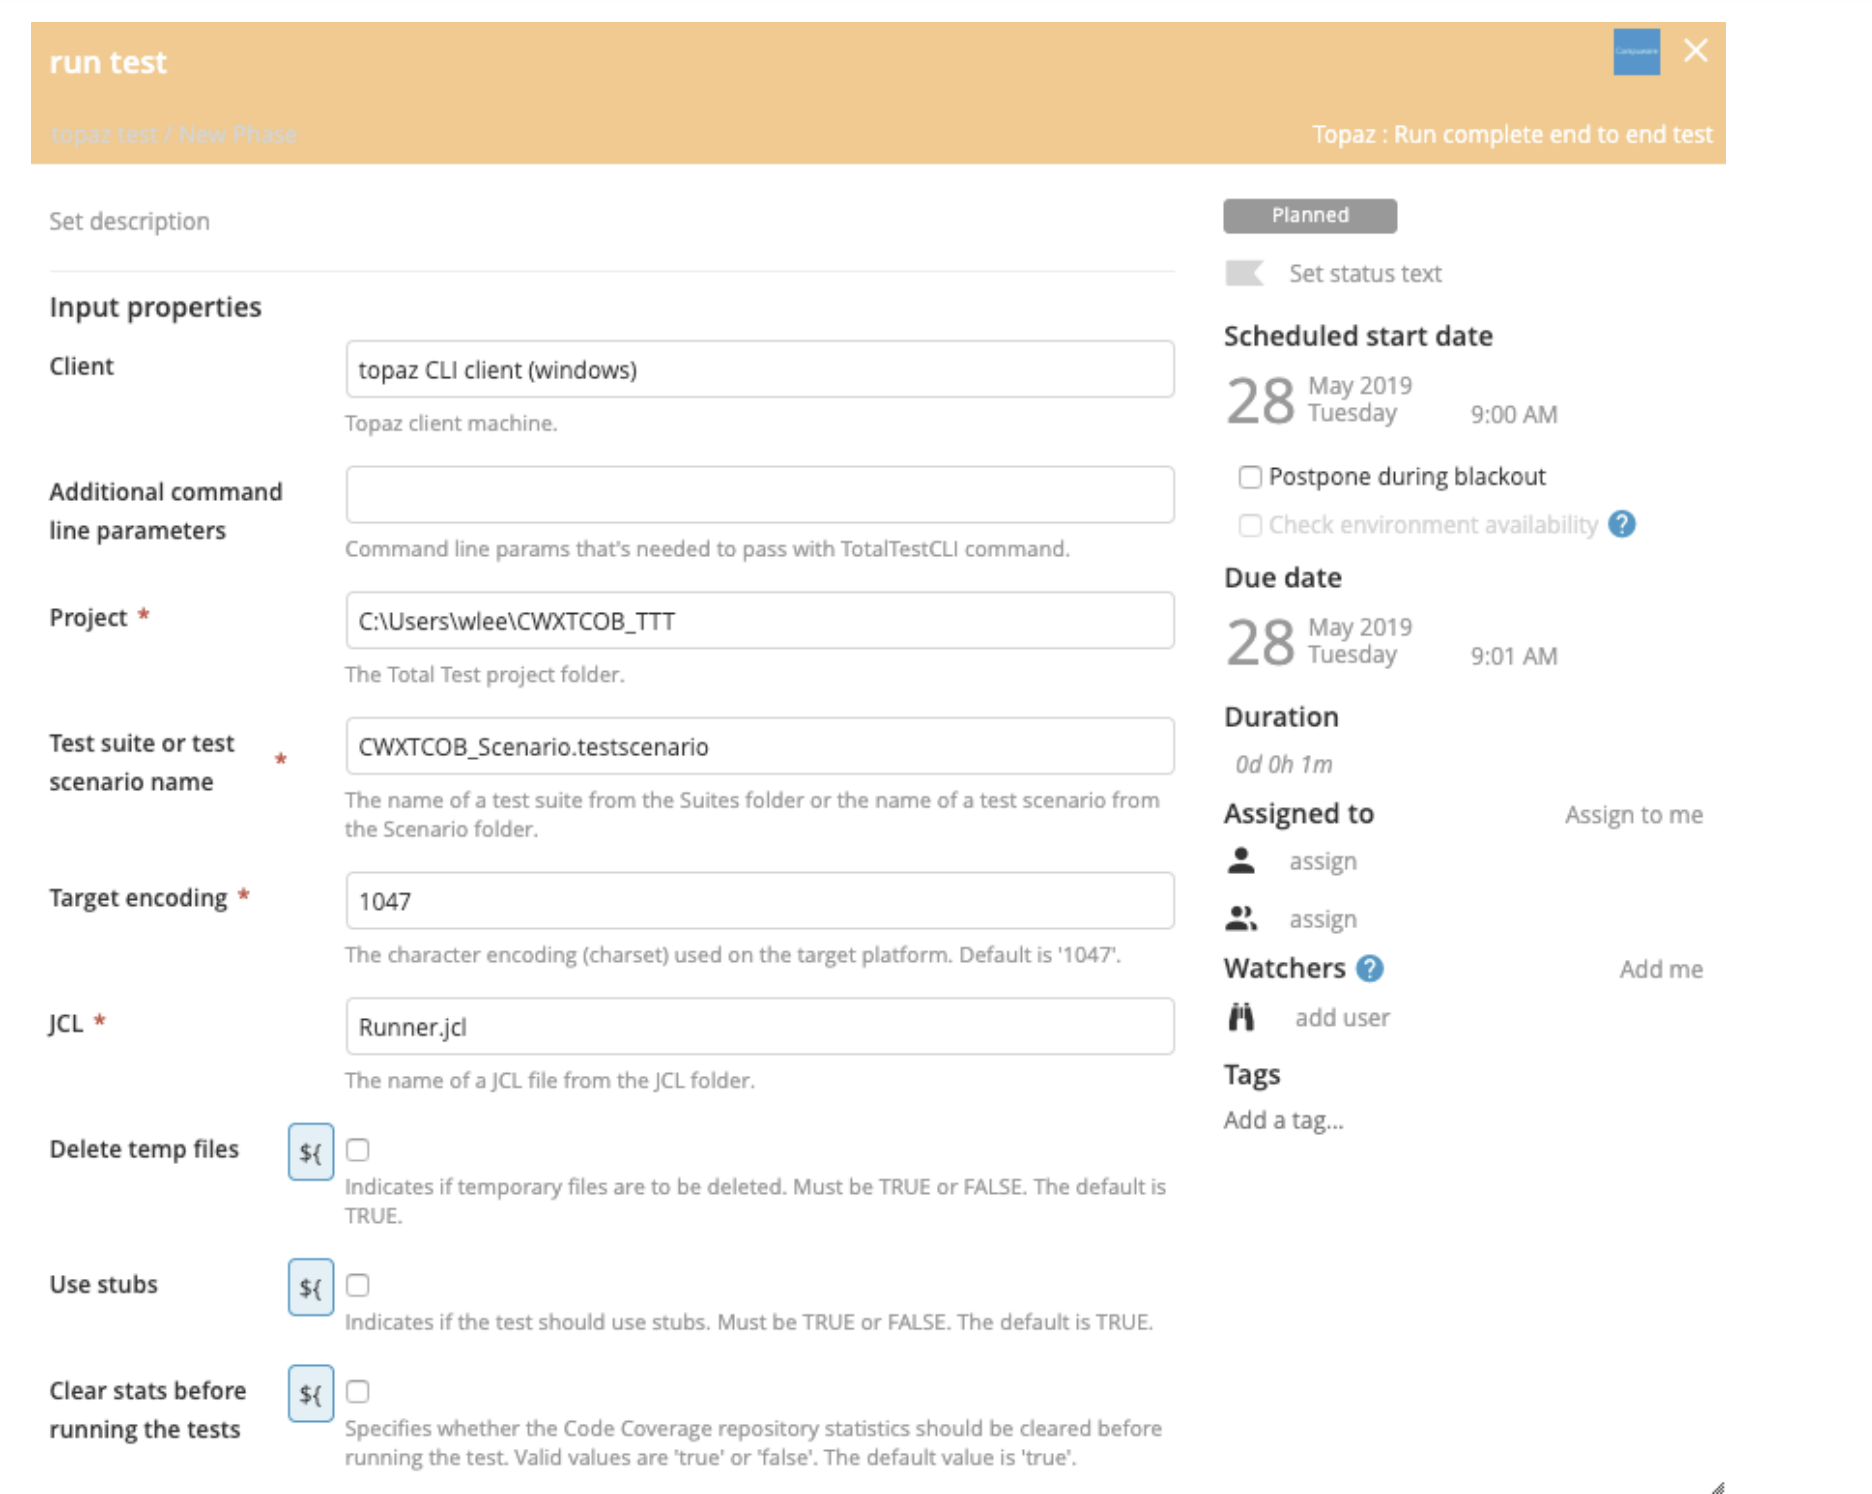 run test
Compuware
topaz test / New Phase
Topaz : Run complete end to end test
Set description
Input properties
Client
topaz CLI client (windows)
Topaz client machine.
Additional command
line parameters
Command line params that's needed to pass with TotalTestCLI command.
Project *
C:\Users\wlee\CWXTCOB_TTT
The Total Test project folder.
Test suite or test
scenario name *
CWXTCOB_Scenario.testscenario
The name of a test suite from the Suites folder or the name of a test scenario from
the Scenario folder.
Target encoding *
1047
The character encoding (charset) used on the target platform. Default is '1047'.
JCL *
Runner.jcl
The name of a JCL file from the JCL folder.
Delete temp files
${
Indicates if temporary files are to be deleted. Must be TRUE or FALSE. The default is
TRUE.
Use stubs
${
Indicates if the test should use stubs. Must be TRUE or FALSE. The default is TRUE.
Clear stats before
running the tests
${
Specifies whether the Code Coverage repository statistics should be cleared before
running the test. Valid values are 'true' or 'false'. The default value is 'true'.
Planned
Set status text
Scheduled start date
28 May 2019
Tuesday 9:00 AM
Postpone during blackout
Check environment availability ?
Due date
28 May 2019
Tuesday 9:01 AM
Duration
0d 0h 1m
Assigned to Assign to me
assign
assign
Watchers ? Add me
add user
Tags
Add a tag...